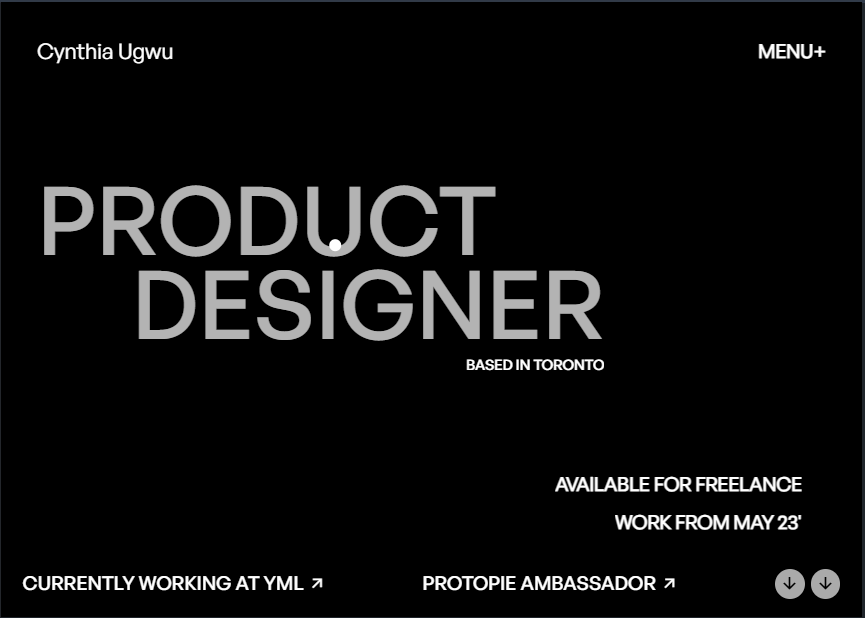 Cynthia Ugwu
MENU+
PRODUCT
DESIGNER
BASED IN TORONTO
AVAILABLE FOR FREELANCE
WORK FROM MAY 23'
CURRENTLY WORKING AT YML ↗
PROTOPIE AMBASSADOR ↗